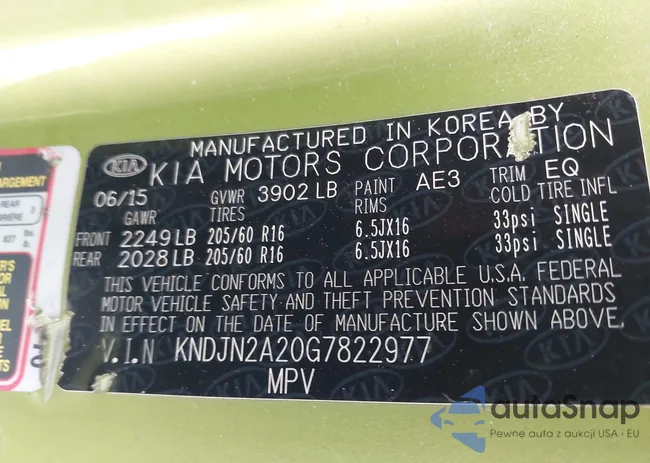 MANUFACTURED IN KOREA BY
KIA KIA MOTORS CORPORATION
06/15 GVWR 3902 LB PAINT AE3 TRIM EQ
GAWR TIRES RIMS COLD TIRE INFL
FRONT 2249 LB 205/60 R16 6.5JX16 33psi SINGLE
REAR 2028 LB 205/60 R16 6.5JX16 33psi SINGLE
THIS VEHICLE CONFORMS TO ALL APPLICABLE U.S.A. FEDERAL
MOTOR VEHICLE SAFETY AND THEFT PREVENTION STANDARDS
IN EFFECT ON THE DATE OF MANUFACTURE SHOWN ABOVE.
V.I.N KNDJN2A20G7822977
MPV
REAR
lbs.
autoSnap
Pewne auta z aukcji USA i EU